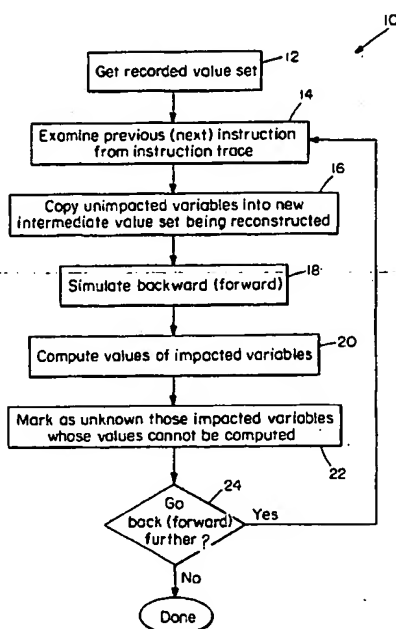 10
12
Get recorded value set
14
Examine previous (next) instruction
from instruction trace
16
Copy unimpacted variables into new
intermediate value set being reconstructed
18
Simulate backward (forward)
20
Compute values of impacted variables
Mark as unknown those impacted variables
whose values cannot be computed
22
24
Go
back (forward)
further ?
Yes
No
Done